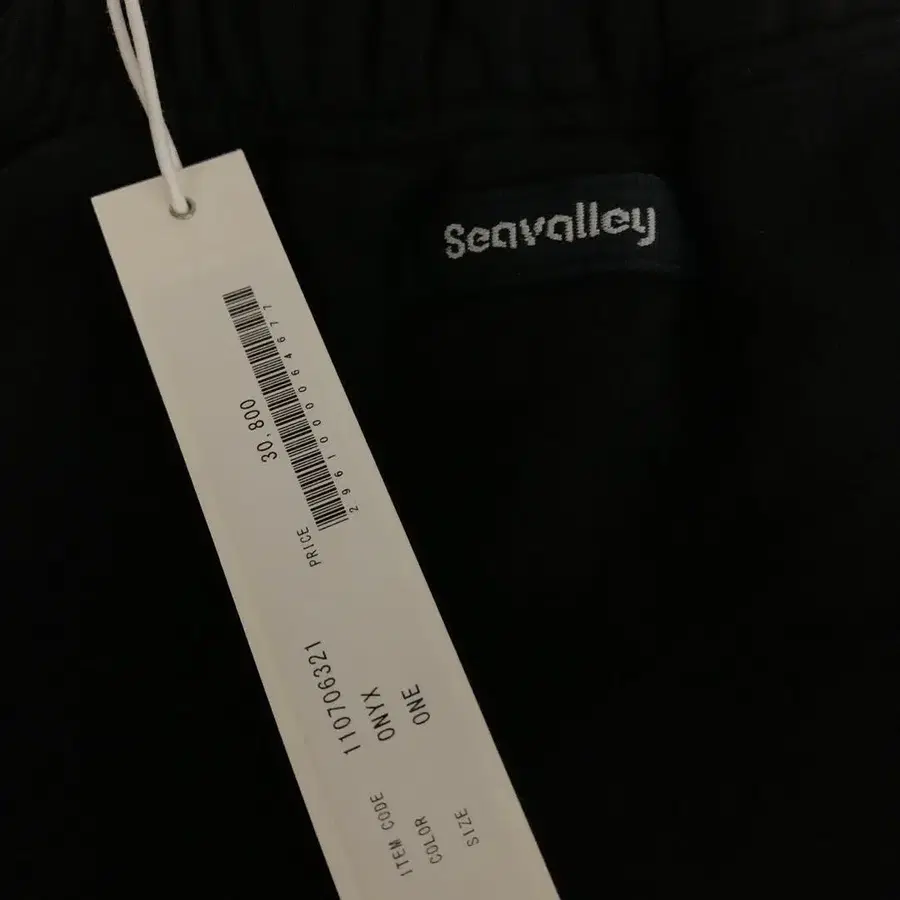 Seavalley
ITEM CODE 110706321
COLOR ONYX
SIZE ONE
PRICE 30,800
2961000064677